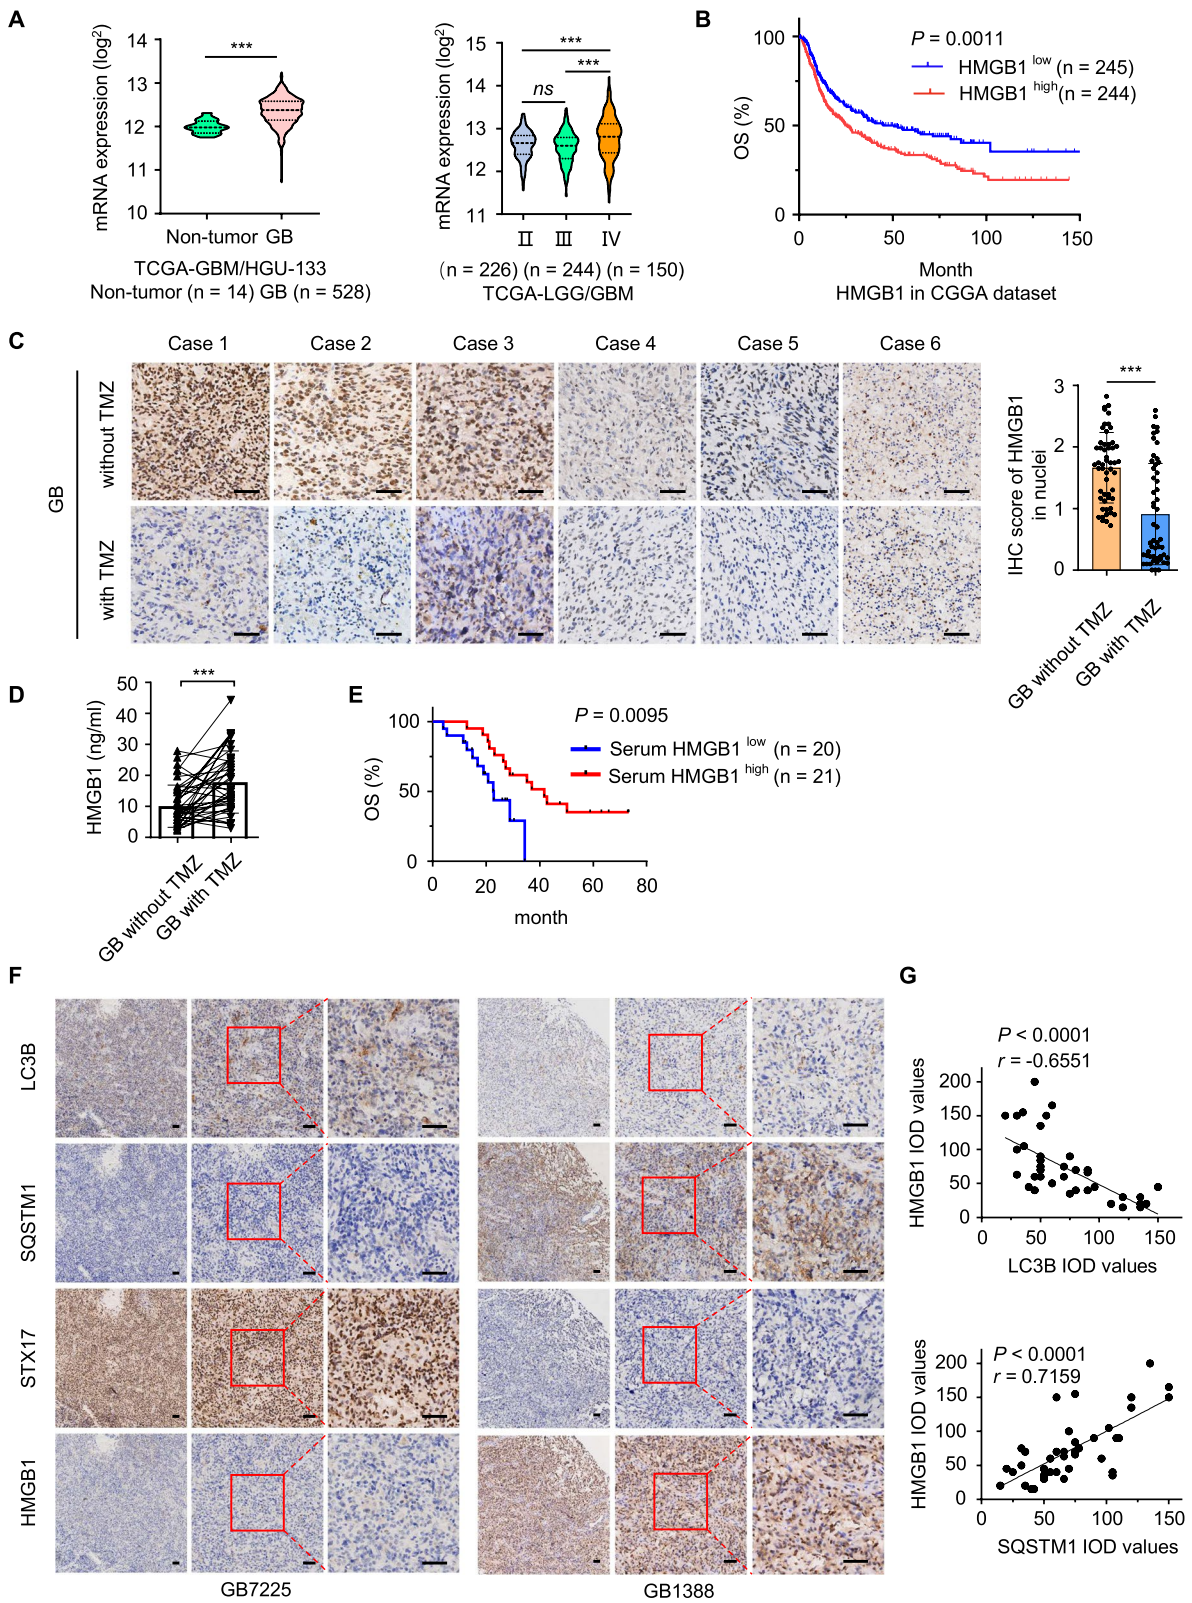 A
mRNA expression (log²)
14
13
12
11
10
***
Non-tumor GB
TCGA-GBM/HGU-133
Non-tumor (n = 14) GB (n = 528)
mRNA expression (log²)
15
14
13
12
11
***
***
ns
II III IV
(n = 226) (n = 244) (n = 150)
TCGA-LGG/GBM
B
OS (%)
100
50
0
P = 0.0011
HMGB1 low (n = 245)
HMGB1 high (n = 244)
0 50 100 150
Month
HMGB1 in CGGA dataset
C
Case 1 Case 2 Case 3 Case 4 Case 5 Case 6
GB
without TMZ
with TMZ
IHC score of HMGB1
in nuclei
3
2
1
0
***
GB without TMZ
GB with TMZ
D
HMGB1 (ng/ml)
50
40
30
20
10
0
***
GB without TMZ
GB with TMZ
E
OS (%)
100
50
0
P = 0.0095
Serum HMGB1 low (n = 20)
Serum HMGB1 high (n = 21)
0 20 40 60 80
month
F
LC3B
SQSTM1
STX17
HMGB1
GB7225
GB1388
G
P < 0.0001
r = -0.6551
HMGB1 IOD values
200
150
100
50
0
0 50 100 150
LC3B IOD values
P < 0.0001
r = 0.7159
HMGB1 IOD values
200
150
100
50
0
0 50 100 150
SQSTM1 IOD values